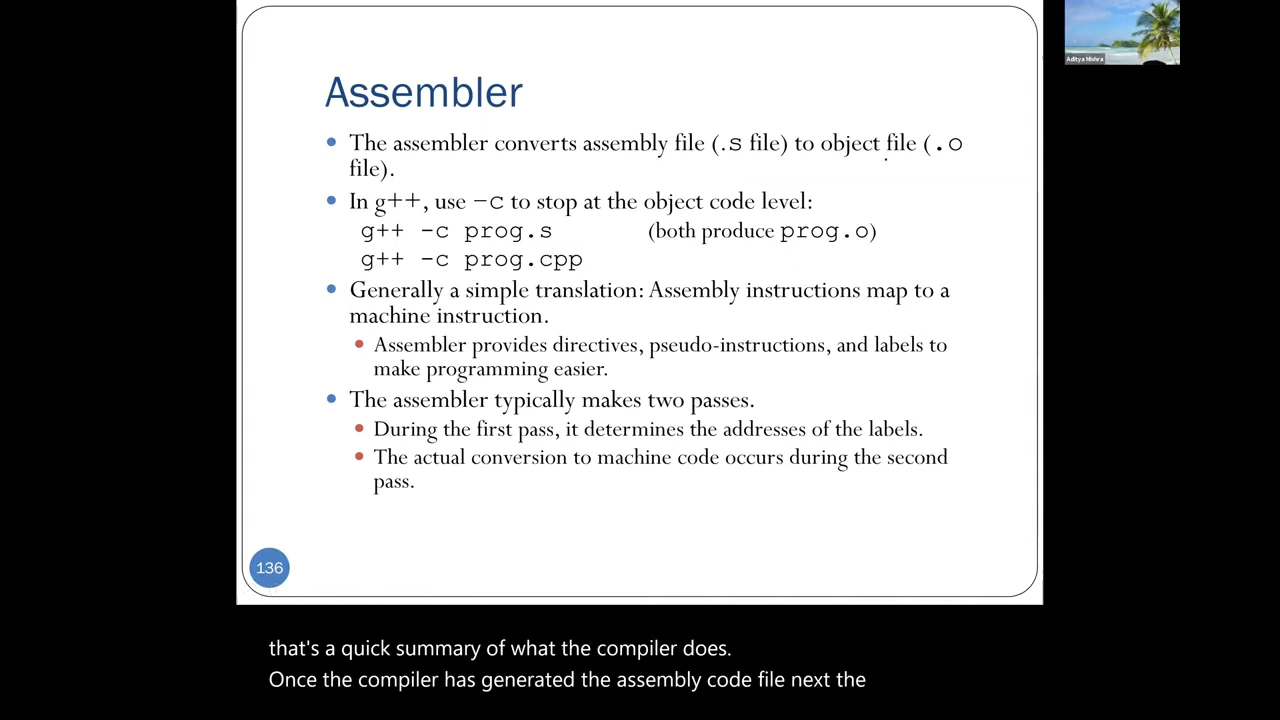 Aditya Mishra
Assembler
• The assembler converts assembly file (.s file) to object file (.o
file).
• In g++, use -c to stop at the object code level:
g++ -c prog.s (both produce prog.o)
g++ -c prog.cpp
• Generally a simple translation: Assembly instructions map to a
machine instruction.
• Assembler provides directives, pseudo-instructions, and labels to
make programming easier.
• The assembler typically makes two passes.
• During the first pass, it determines the addresses of the labels.
• The actual conversion to machine code occurs during the second
pass.
136
that's a quick summary of what the compiler does.
Once the compiler has generated the assembly code file next the